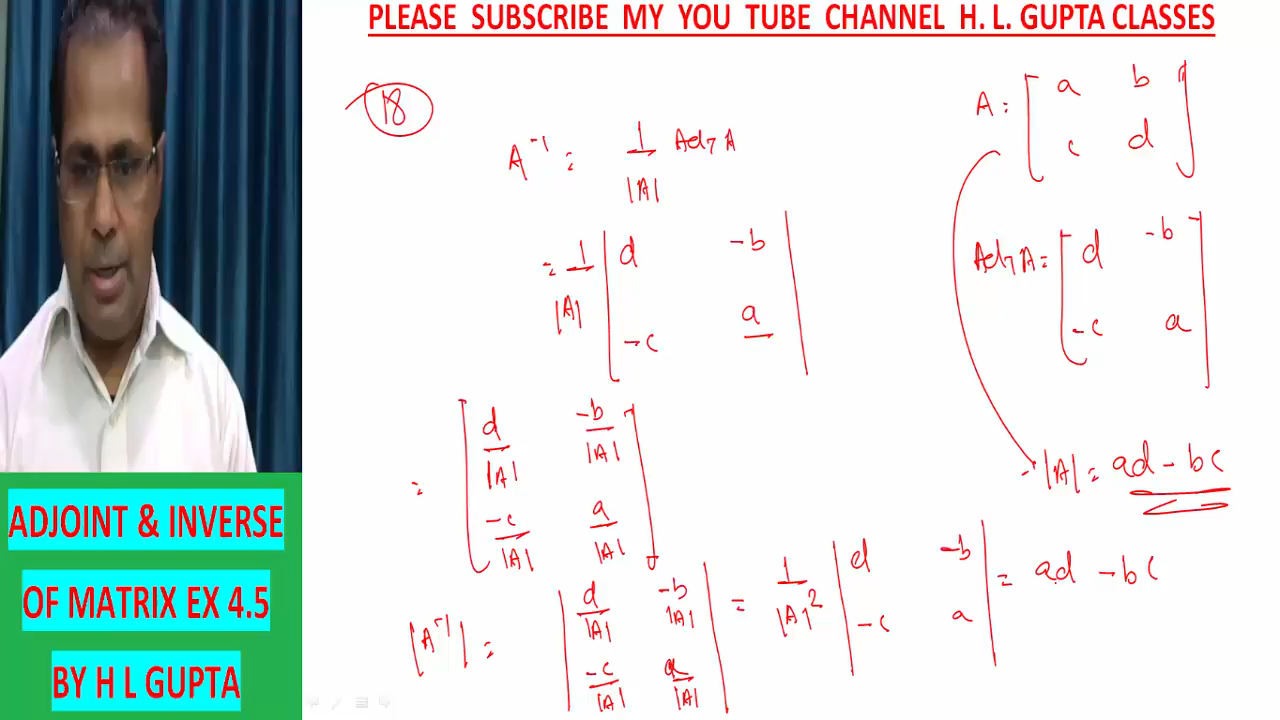 PLEASE SUBSCRIBE MY YOU TUBE CHANNEL H. L. GUPTA CLASSES
18
A⁻¹ = 1/|A| Adj A
= 1/|A| | d -b |
| -c a |
= [ d/|A| -b/|A| ]
[ -c/|A| a/|A| ]
|A⁻¹| = | d/|A| -b/|A| | = 1/|A|² | d -b | = ad - bc
| -c/|A| a/|A| | | -c a |
A = [ a b ]
[ c d ]
Adj A = [ d -b ]
[ -c a ]
|A| = ad - bc
ADJOINT & INVERSE
OF MATRIX EX 4.5
BY H L GUPTA